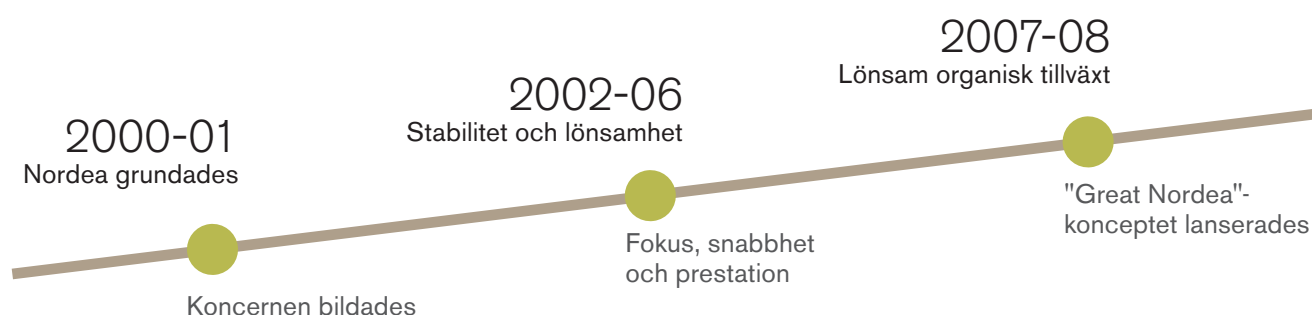 2000-01
Nordea grundades
Koncernen bildades
2002-06
Stabilitet och lönsamhet
Fokus, snabbhet
och prestation
2007-08
Lönsam organisk tillväxt
"Great Nordea"-
konceptet lanserades